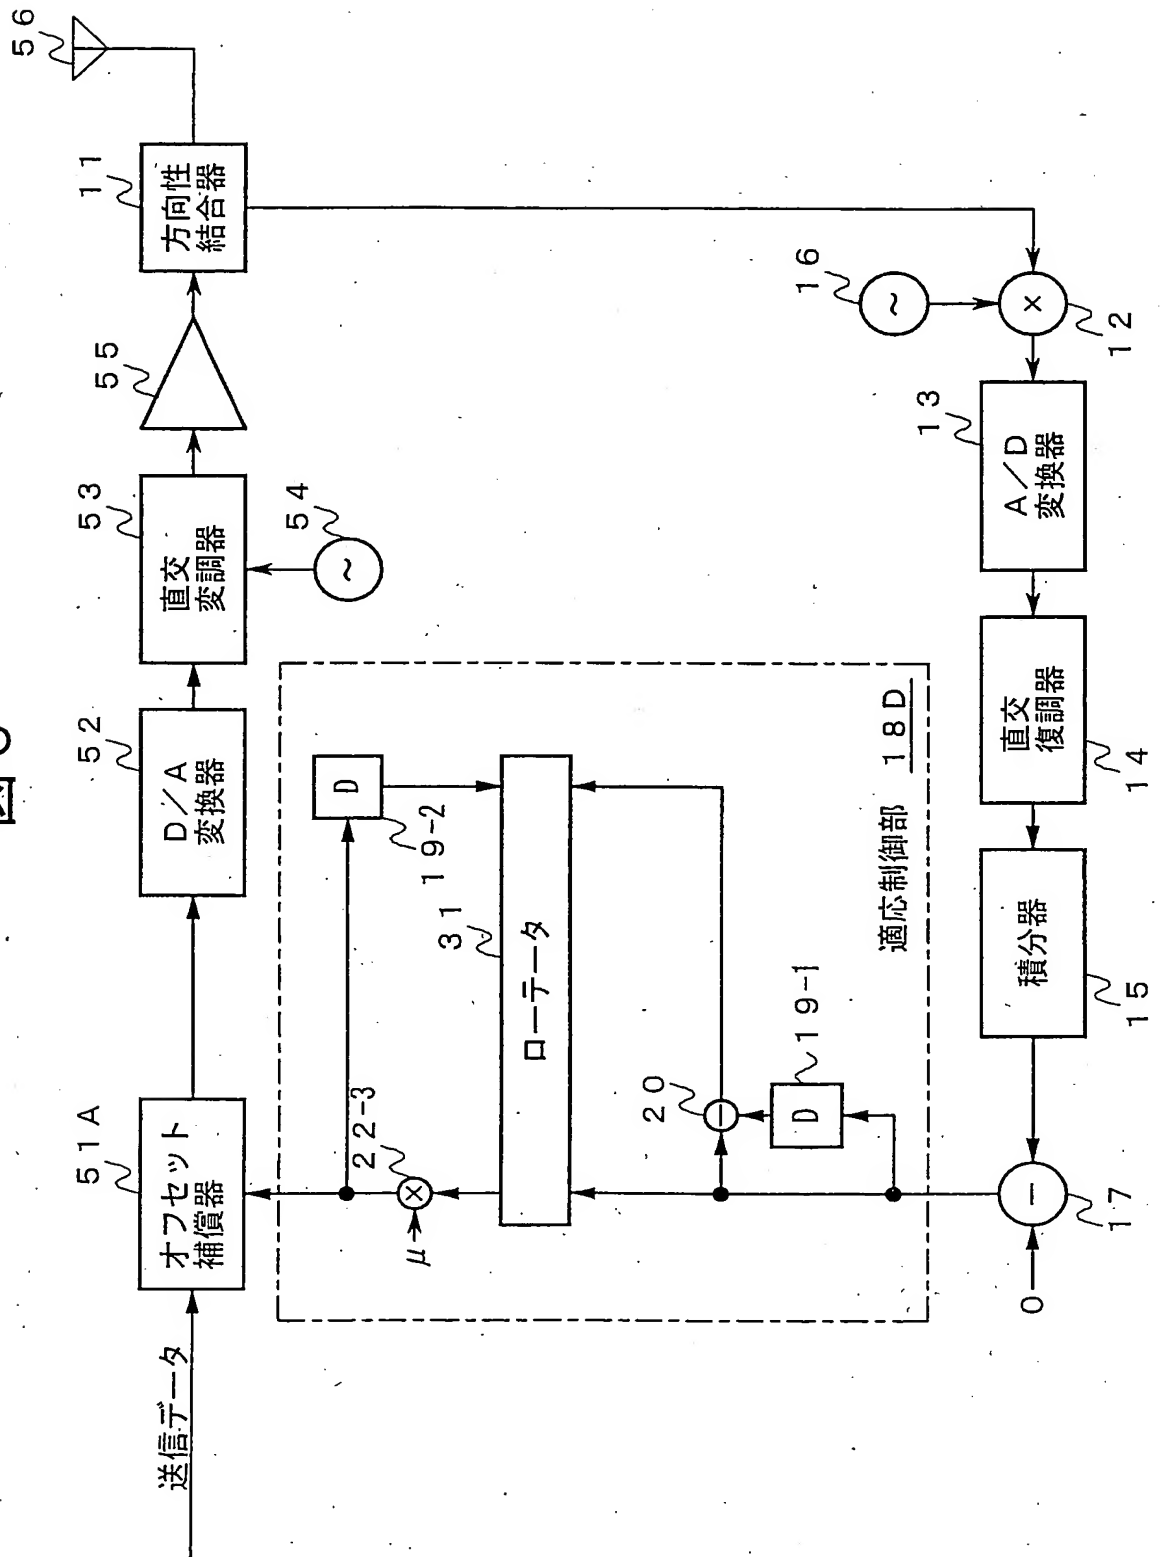 送信データ
51A
オフセット
補償器
52
D/A
変換器
53
直交
変調器
54
~
55
11
方向性
結合器
56
μ
×
22-3
D
19-2
31
ローテータ
20
−
D
19-1
適応制御部
18D
16
~
0
−
17
積分器
15
直交
復調器
14
13
A/D
変換器
×
12